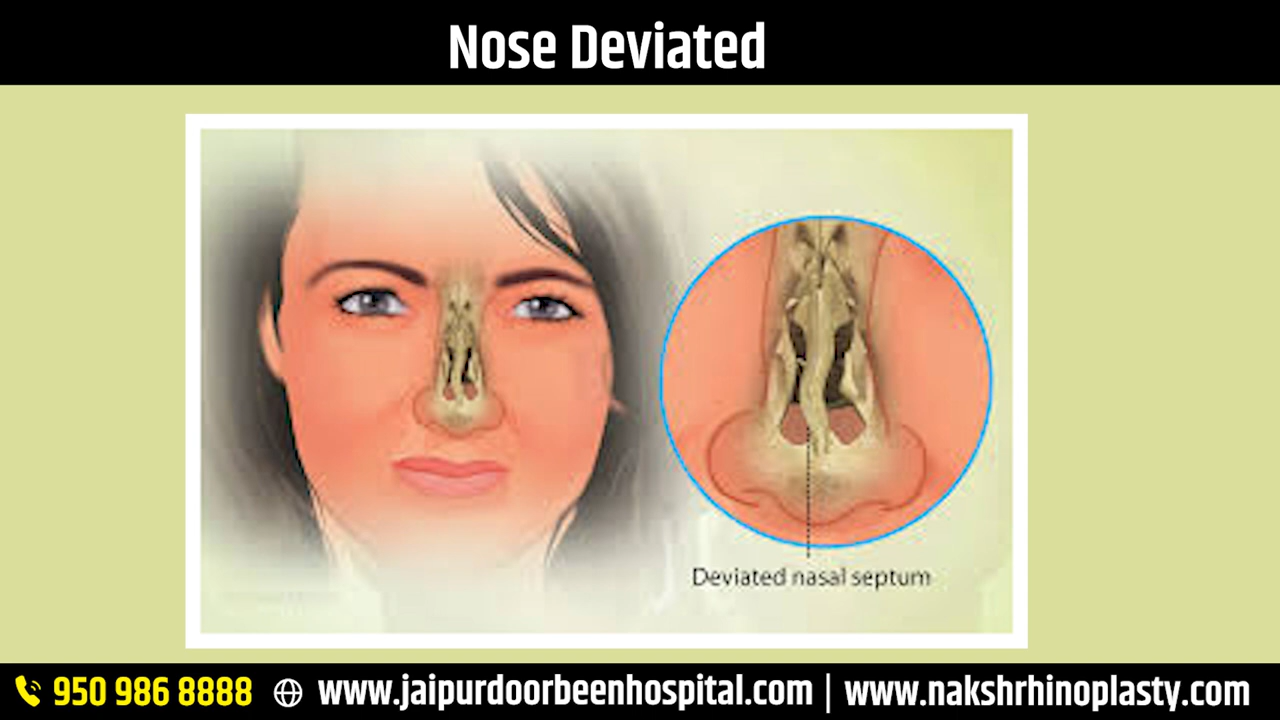 Nose Deviated
Deviated nasal septum
950 986 8888 www.jaipurdoorbeenhospital.com | www.nakshrhinoplasty.com